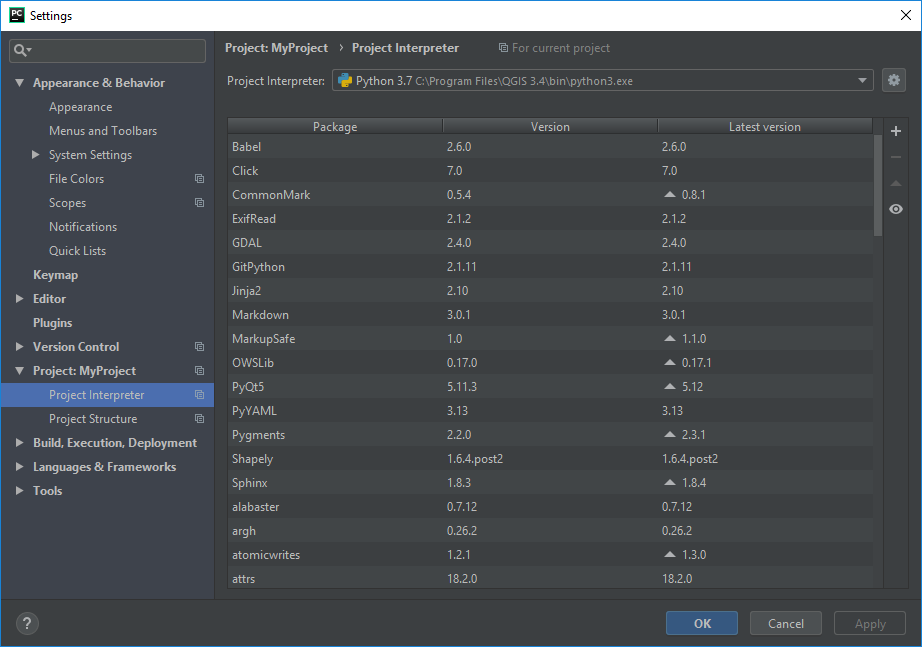 PC Settings
Project: MyProject › Project Interpreter For current project
Project Interpreter: Python 3.7 C:\Program Files\QGIS 3.4\bin\python3.exe
Appearance & Behavior
Appearance
Menus and Toolbars
System Settings
File Colors
Scopes
Notifications
Quick Lists
Keymap
Editor
Plugins
Version Control
Project: MyProject
Project Interpreter
Project Structure
Build, Execution, Deployment
Languages & Frameworks
Tools
Package Version Latest version
Babel 2.6.0 2.6.0
Click 7.0 7.0
CommonMark 0.5.4 0.8.1
ExifRead 2.1.2 2.1.2
GDAL 2.4.0 2.4.0
GitPython 2.1.11 2.1.11
Jinja2 2.10 2.10
Markdown 3.0.1 3.0.1
MarkupSafe 1.0 1.1.0
OWSLib 0.17.0 0.17.1
PyQt5 5.11.3 5.12
PyYAML 3.13 3.13
Pygments 2.2.0 2.3.1
Shapely 1.6.4.post2 1.6.4.post2
Sphinx 1.8.3 1.8.4
alabaster 0.7.12 0.7.12
argh 0.26.2 0.26.2
atomicwrites 1.2.1 1.3.0
attrs 18.2.0 18.2.0
? OK Cancel Apply